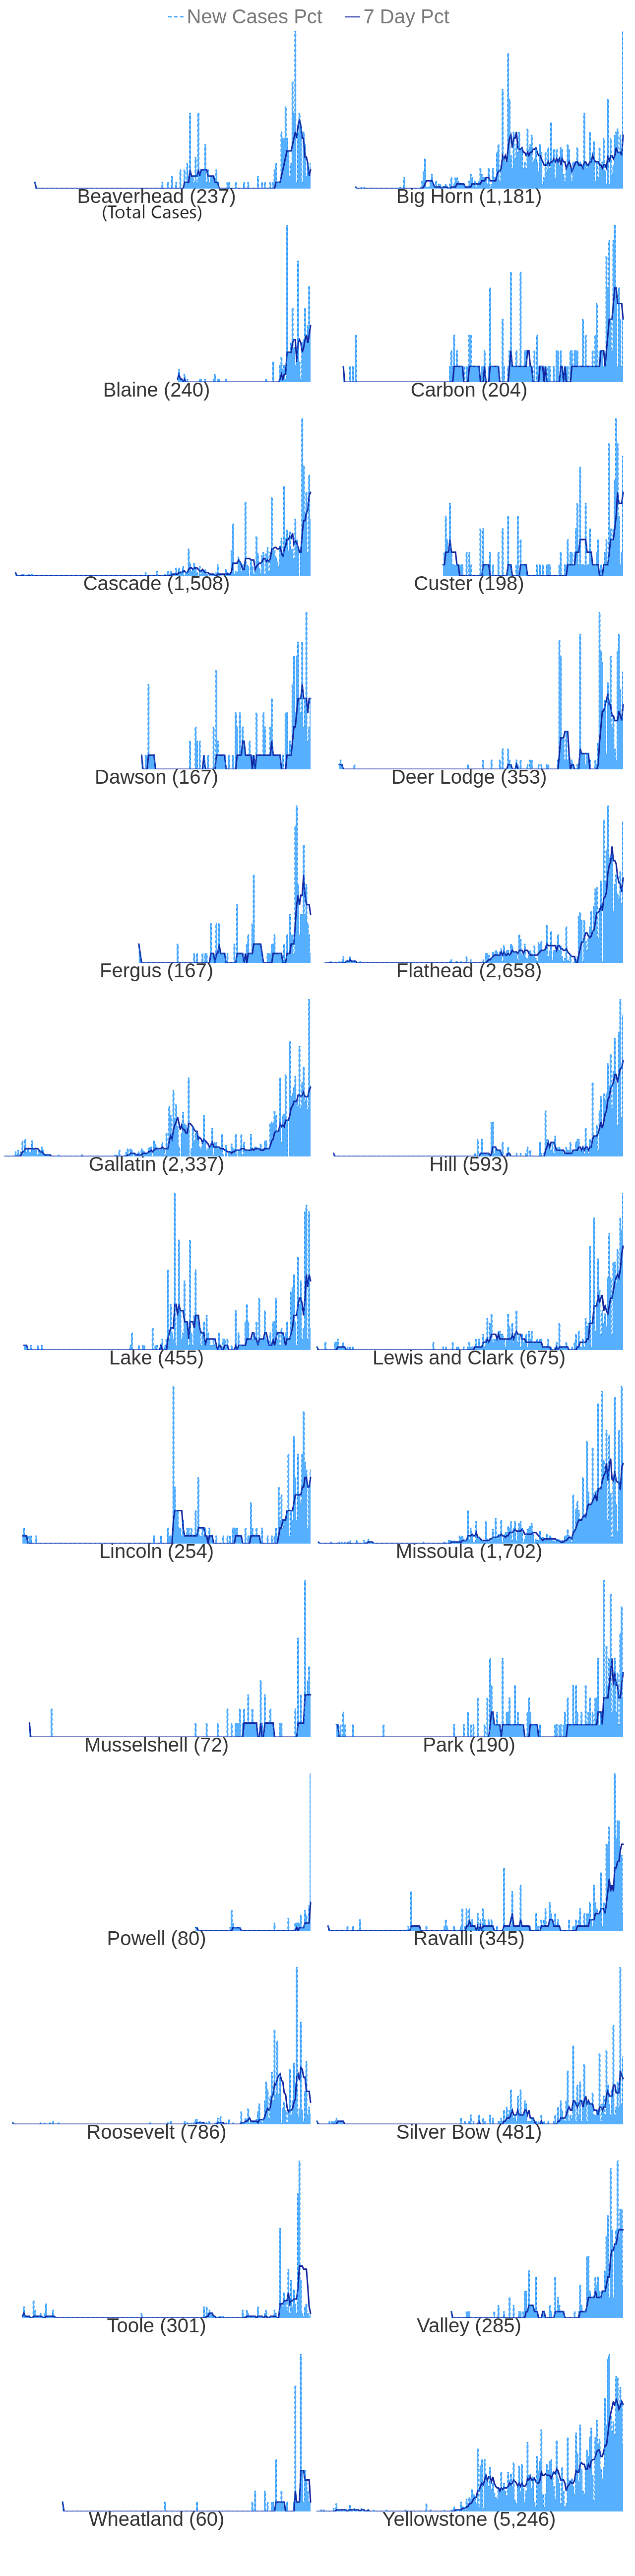 New Cases Pct 7 Day Pct
Beaverhead (237) Big Horn (1,181)
(Total Cases)
Blaine (240) Carbon (204)
Cascade (1,508) Custer (198)
Dawson (167) Deer Lodge (353)
Fergus (167) Flathead (2,658)
Gallatin (2,337) Hill (593)
Lake (455) Lewis and Clark (675)
Lincoln (254) Missoula (1,702)
Musselshell (72) Park (190)
Powell (80) Ravalli (345)
Roosevelt (786) Silver Bow (481)
Toole (301) Valley (285)
Wheatland (60) Yellowstone (5,246)